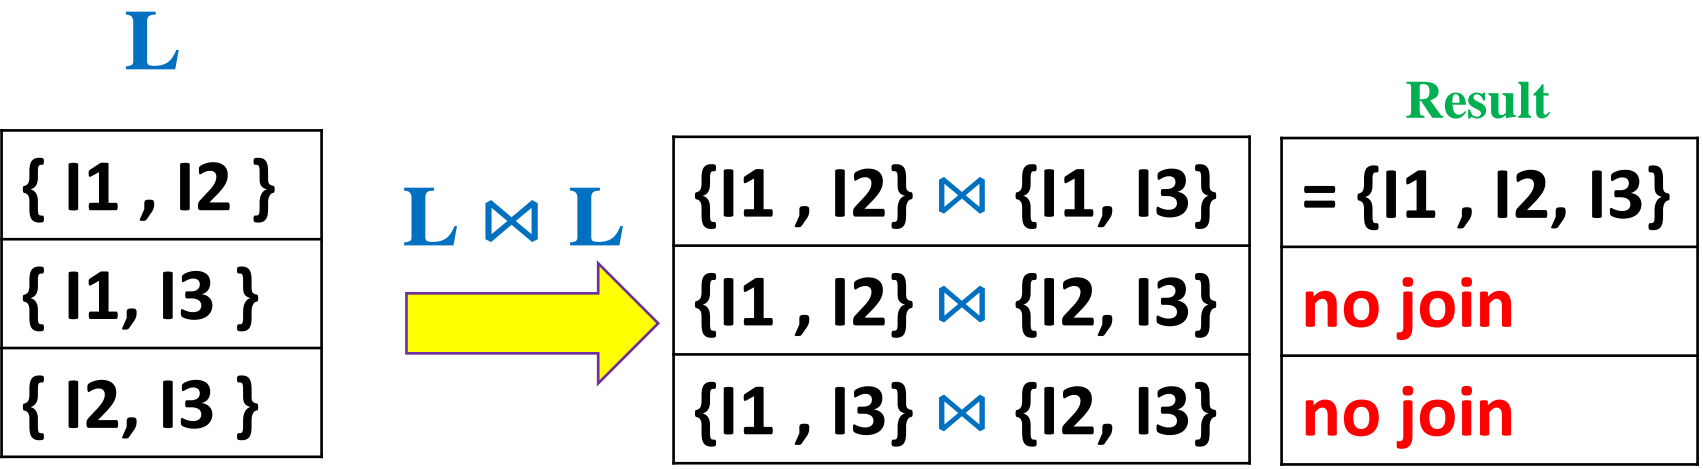 L
{ I1 , I2 }
{ I1, I3 }
{ I2, I3 }
L ⋈ L
{I1 , I2} ⋈ {I1, I3}
{I1 , I2} ⋈ {I2, I3}
{I1 , I3} ⋈ {I2, I3}
Result
= {I1 , I2, I3}
no join
no join